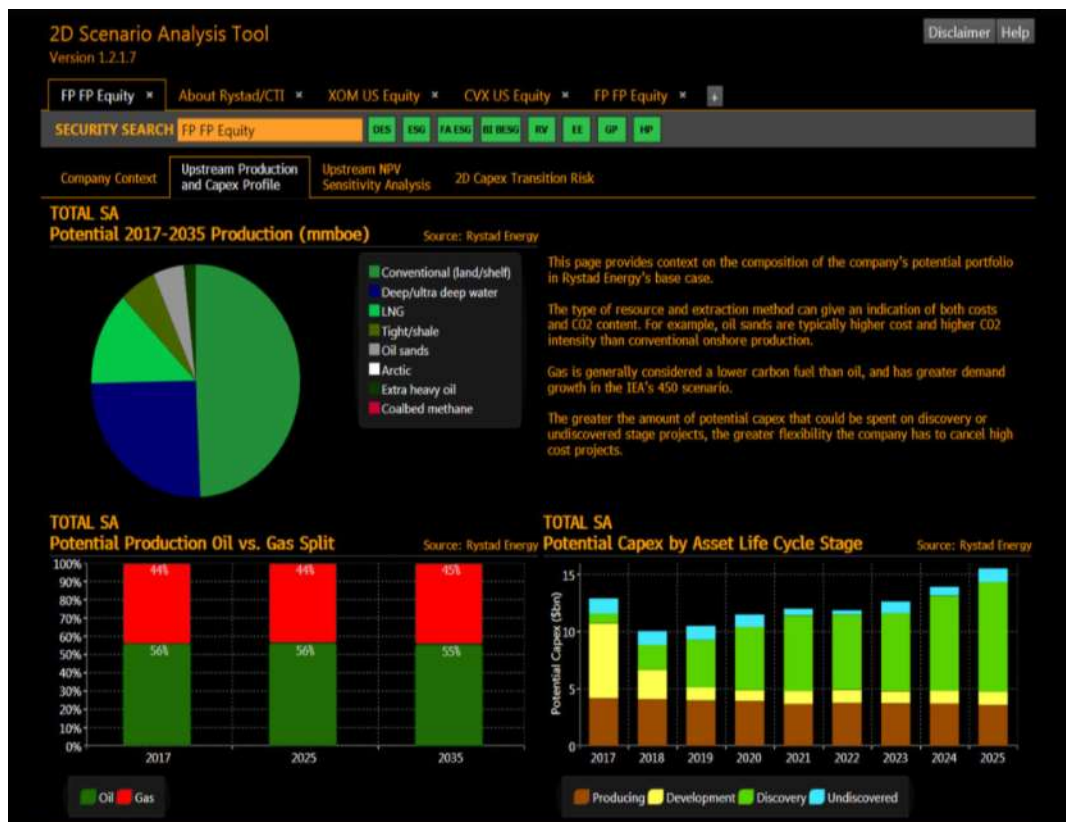 2D Scenario Analysis Tool
Disclaimer Help
Version 1.2.1.7
FP FP Equity × About Rystad/CTI × XOM US Equity × CVX US Equity × FP FP Equity × +
SECURITY SEARCH FP FP Equity DES ESG FA ESG BI BESG RV EE GP HP
Company Context
Upstream Production
and Capex Profile
Upstream NPV
Sensitivity Analysis
2D Capex Transition Risk
TOTAL SA
Potential 2017-2035 Production (mmboe) Source: Rystad Energy
Conventional (land/shelf)
Deep/ultra deep water
LNG
Tight/shale
Oil sands
Arctic
Extra heavy oil
Coalbed methane
This page provides context on the composition of the company's potential portfolio
in Rystad Energy's base case.
The type of resource and extraction method can give an indication of both costs
and CO2 content. For example, oil sands are typically higher cost and higher CO2
intensity than conventional onshore production.
Gas is generally considered a lower carbon fuel than oil, and has greater demand
growth in the IEA's 450 scenario.
The greater the amount of potential capex that could be spent on discovery or
undiscovered stage projects, the greater flexibility the company has to cancel high
cost projects.
TOTAL SA
Potential Production Oil vs. Gas Split Source: Rystad Energy
100%
90%
80%
70%
60%
50%
40%
30%
20%
10%
0%
44% 44% 45%
56% 56% 55%
2017 2025 2035
Oil Gas
TOTAL SA
Potential Capex by Asset Life Cycle Stage Source: Rystad Energy
Potential Capex ($bn)
15
10
5
0
2017 2018 2019 2020 2021 2022 2023 2024 2025
Producing Development Discovery Undiscovered